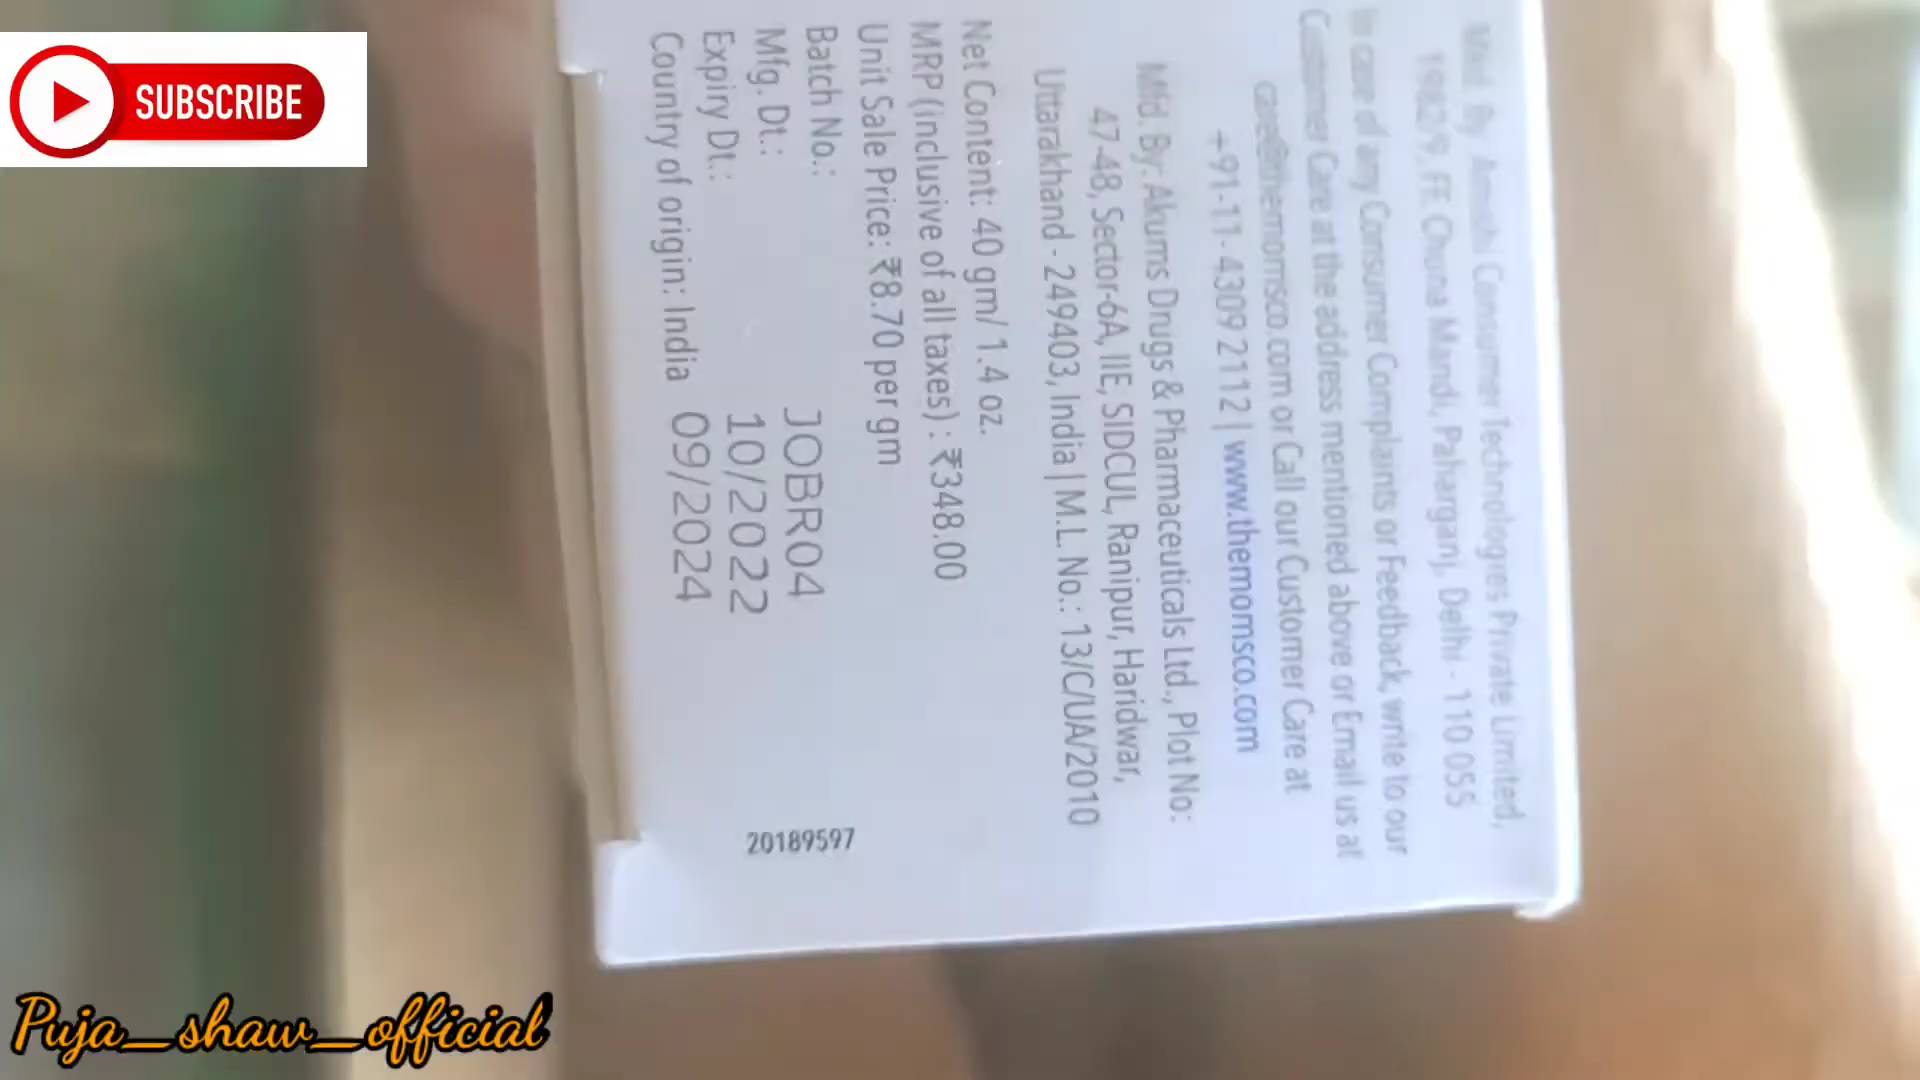 SUBSCRIBE
Mkd. By: Amishi Consumer Technologies Private Limited,
1982/9, FF, Chuna Mandi, Paharganj, Delhi - 110 055
In case of any Consumer Complaints or Feedback, write to our
Customer Care at the address mentioned above or Email us at
care@themomsco.com or Call our Customer Care at
+91-11- 4309 2112 | www.themomsco.com
Mfd. By: Akums Drugs & Pharmaceuticals Ltd., Plot No:
47-48, Sector-6A, IIE, SIDCUL, Ranipur, Haridwar,
Uttarakhand - 249403, India | M.L. No.: 13/C/UA/2010
Net Content: 40 gm/ 1.4 oz.
MRP (inclusive of all taxes) : ₹348.00
Unit Sale Price: ₹8.70 per gm
Batch No.: JOBR04
Mfg. Dt.: 10/2022
Expiry Dt.: 09/2024
Country of origin: India
20189597
Puja_shaw_official